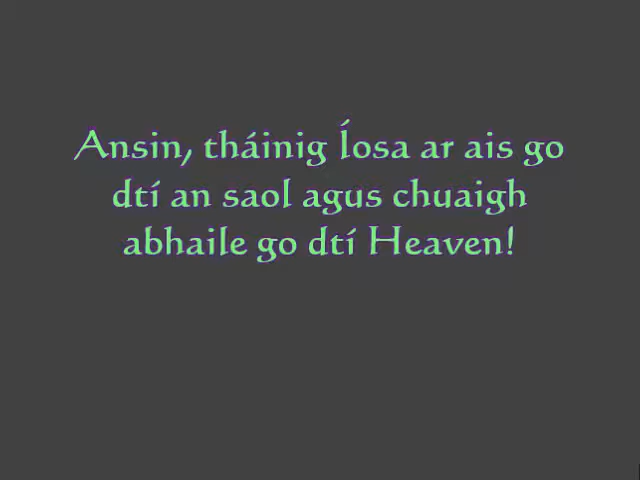 Ansin, tháinig Íosa ar ais go
dtí an saol agus chuaigh
abhaile go dtí Heaven!